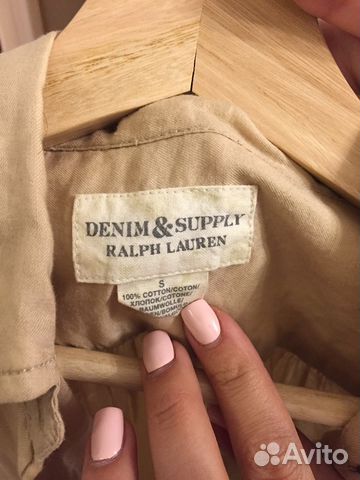 DENIM & SUPPLY
RALPH LAUREN
S
100% COTTON/COTON/
ХЛОПОК/COTONE/
BAUMWOLLE/
Avito